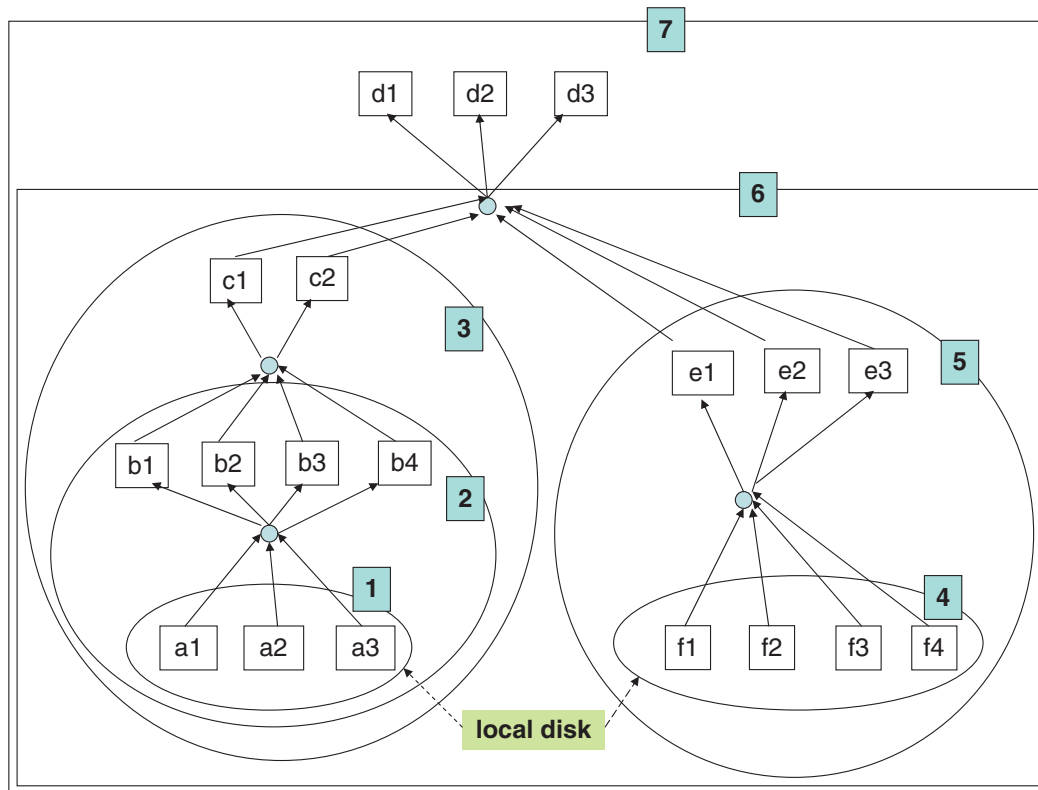 7
d1 d2 d3
6
c1 c2
3
5
e1 e2 e3
b1 b2 b3 b4
2
1
4
a1 a2 a3
f1 f2 f3 f4
local disk